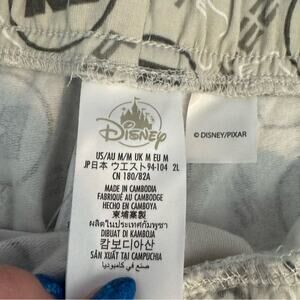 Disney
US/AU M/M UK M EU M
JP日本 ウエスト94-104 2L
CN 180/82A
MADE IN CAMBODIA
FABRIQUÉ AU CAMBODGE
HECHO EN CAMBOYA
柬埔寨製
ผลิตในประเทศกัมพูชา
DIBUAT DI KAMBOJA
캄보디아산
SẢN XUẤT TẠI CAMPUCHIA
صنع في كامبوديا
© DISNEY/PIXAR